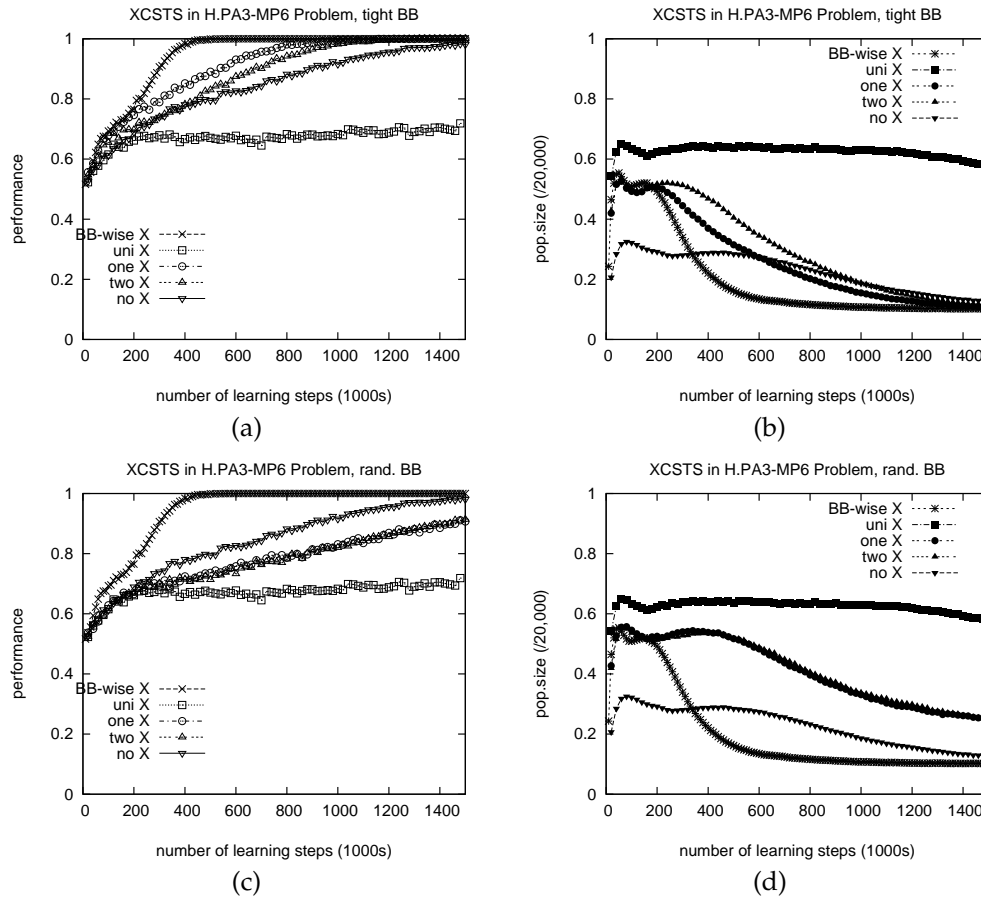 XCSTS in H.PA3-MP6 Problem, tight BB
1
0.8
0.6
0.4
0.2
0
performance
BB-wise X
uni X
one X
two X
no X
0 200 400 600 800 1000 1200 1400
number of learning steps (1000s)
(a)
XCSTS in H.PA3-MP6 Problem, tight BB
1
0.8
0.6
0.4
0.2
0
pop.size (/20,000)
BB-wise X
uni X
one X
two X
no X
0 200 400 600 800 1000 1200 1400
number of learning steps (1000s)
(b)
XCSTS in H.PA3-MP6 Problem, rand. BB
1
0.8
0.6
0.4
0.2
0
performance
BB-wise X
uni X
one X
two X
no X
0 200 400 600 800 1000 1200 1400
number of learning steps (1000s)
(c)
XCSTS in H.PA3-MP6 Problem, rand. BB
1
0.8
0.6
0.4
0.2
0
pop.size (/20,000)
BB-wise X
uni X
one X
two X
no X
0 200 400 600 800 1000 1200 1400
number of learning steps (1000s)
(d)